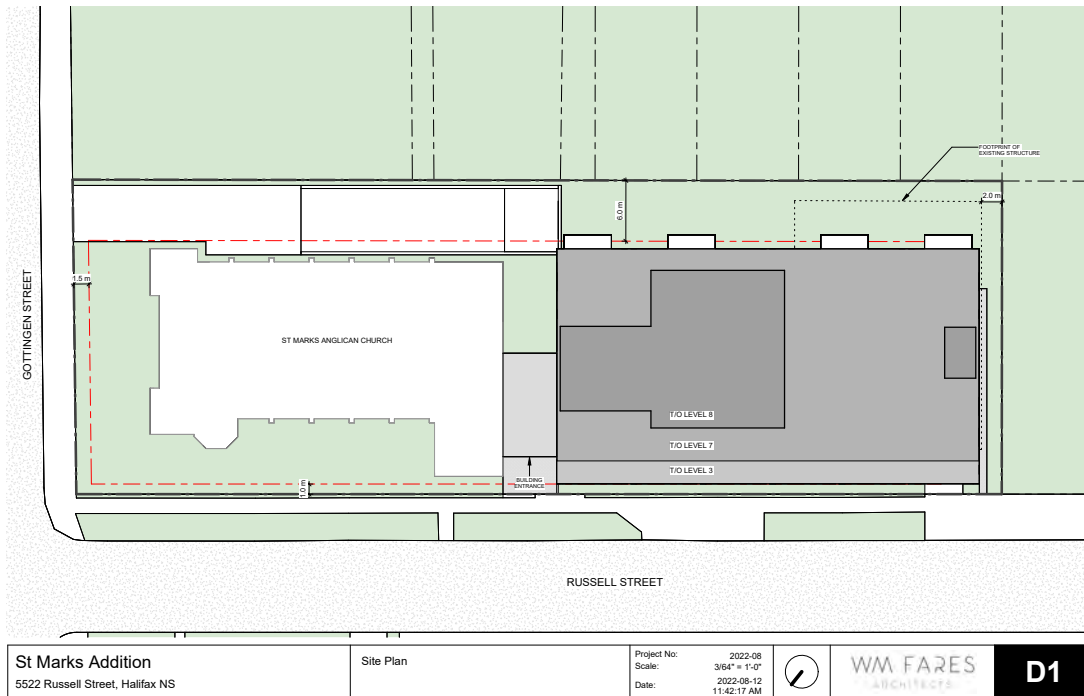 FOOTPRINT OF
EXISTING STRUCTURE
2.0 m
6.0 m
1.5 m
GOTTINGEN STREET
ST MARKS ANGLICAN CHURCH
T/O LEVEL 8
T/O LEVEL 7
T/O LEVEL 3
BUILDING
ENTRANCE
1.0 m
RUSSELL STREET
St Marks Addition
5522 Russell Street, Halifax NS
Site Plan
Project No: 2022-08
Scale: 3/64" = 1'-0"
Date: 2022-08-12
11:42:17 AM
WM FARES
ARCHITECTS
D1